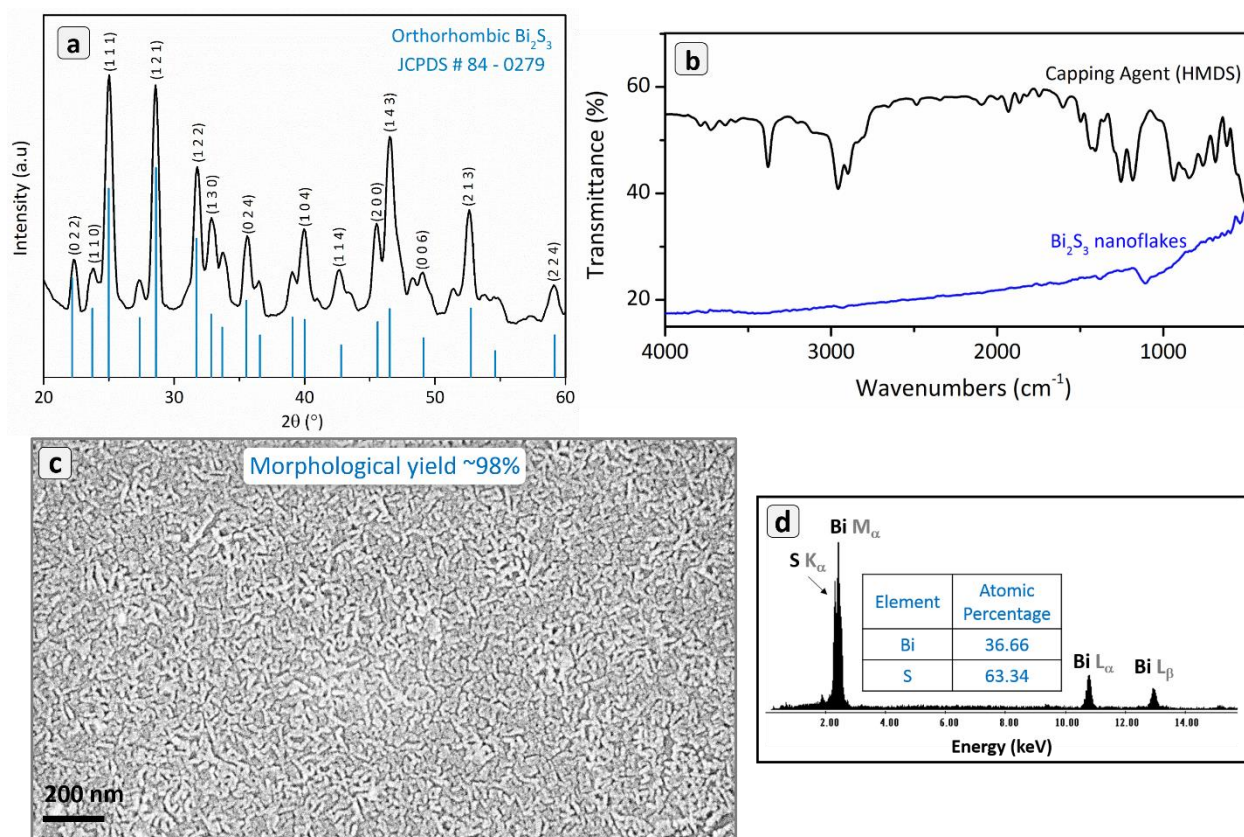 a
Orthorhombic Bi₂S₃
JCPDS # 84 - 0279
(0 2 2)
(1 1 0)
(1 1 1)
(1 2 1)
(1 2 2)
(1 3 0)
(0 2 4)
(1 0 4)
(1 1 4)
(2 0 0)
(1 4 3)
(0 0 6)
(2 1 3)
(2 2 4)
Intensity (a.u)
20 30 40 50 60
2θ (°)
b
Capping Agent (HMDS)
Bi₂S₃ nanoflakes
Transmittance (%)
60
40
20
4000 3000 2000 1000
Wavenumbers (cm⁻¹)
c
Morphological yield ~98%
200 nm
d
Bi Mα
S Kα
Element Atomic Percentage
Bi 36.66
S 63.34
Bi Lα
Bi Lβ
2.00 4.00 6.00 8.00 10.00 12.00 14.00
Energy (keV)